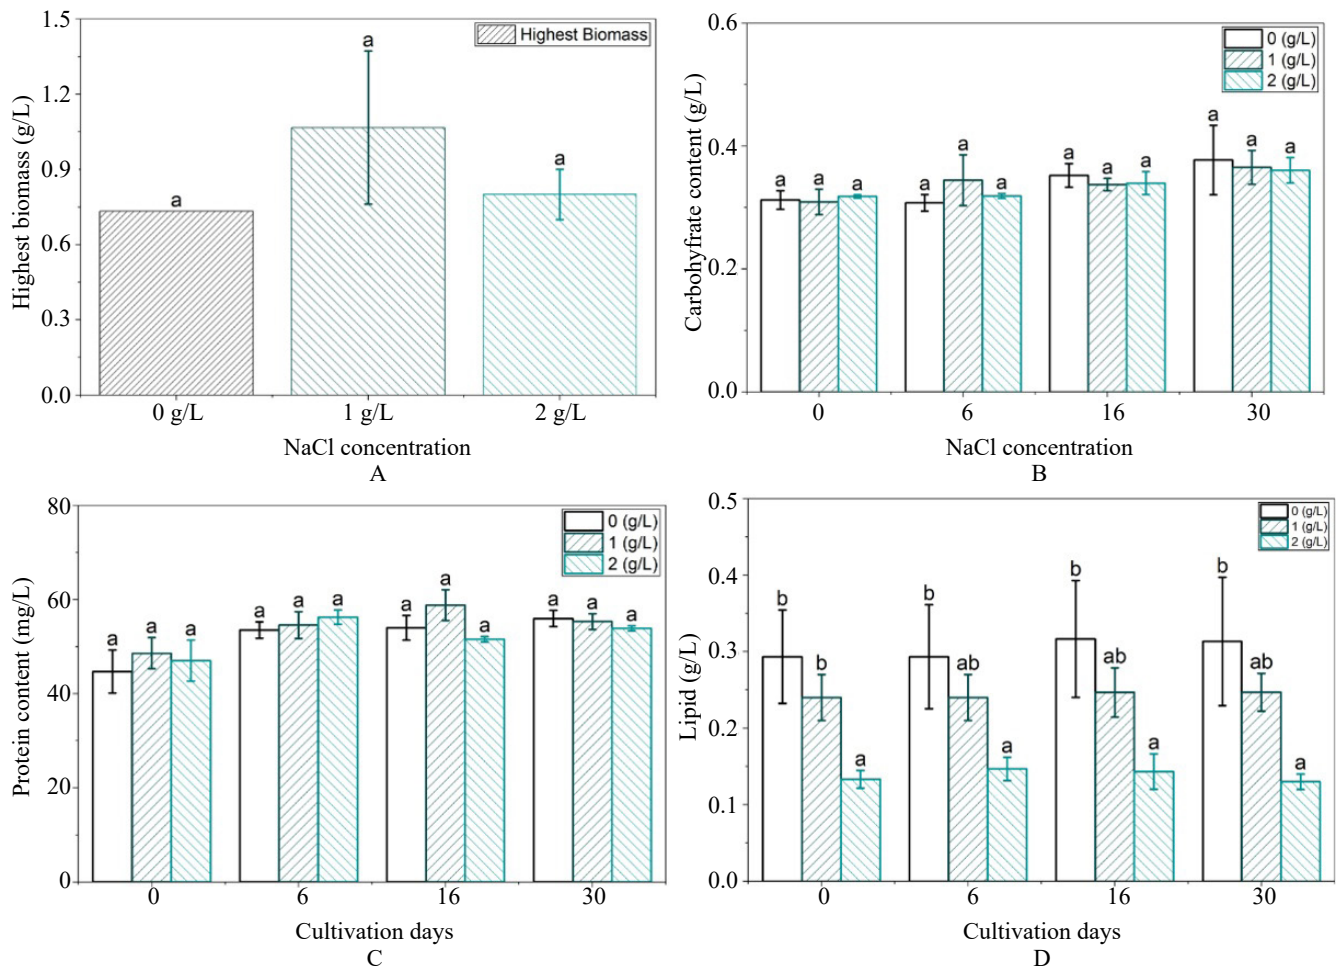 1.5
1.2
0.9
0.6
0.3
0.0
Highest biomass (g/L)
Highest Biomass
a
a
a
0 g/L
1 g/L
2 g/L
NaCl concentration
A
0.6
0.4
0.2
0.0
Carbohyfrate content (g/L)
0 (g/L)
1 (g/L)
2 (g/L)
a a a
a a a
a a a
a a a
0 6 16 30
NaCl concentration
B
80
60
40
20
0
Protein content (mg/L)
0 (g/L)
1 (g/L)
2 (g/L)
a a a
a a a
a a a
a a a
0 6 16 30
Cultivation days
C
0.5
0.4
0.3
0.2
0.1
0.0
Lipid (g/L)
0 (g/L)
1 (g/L)
2 (g/L)
b b a
b ab a
b ab a
b ab a
0 6 16 30
Cultivation days
D